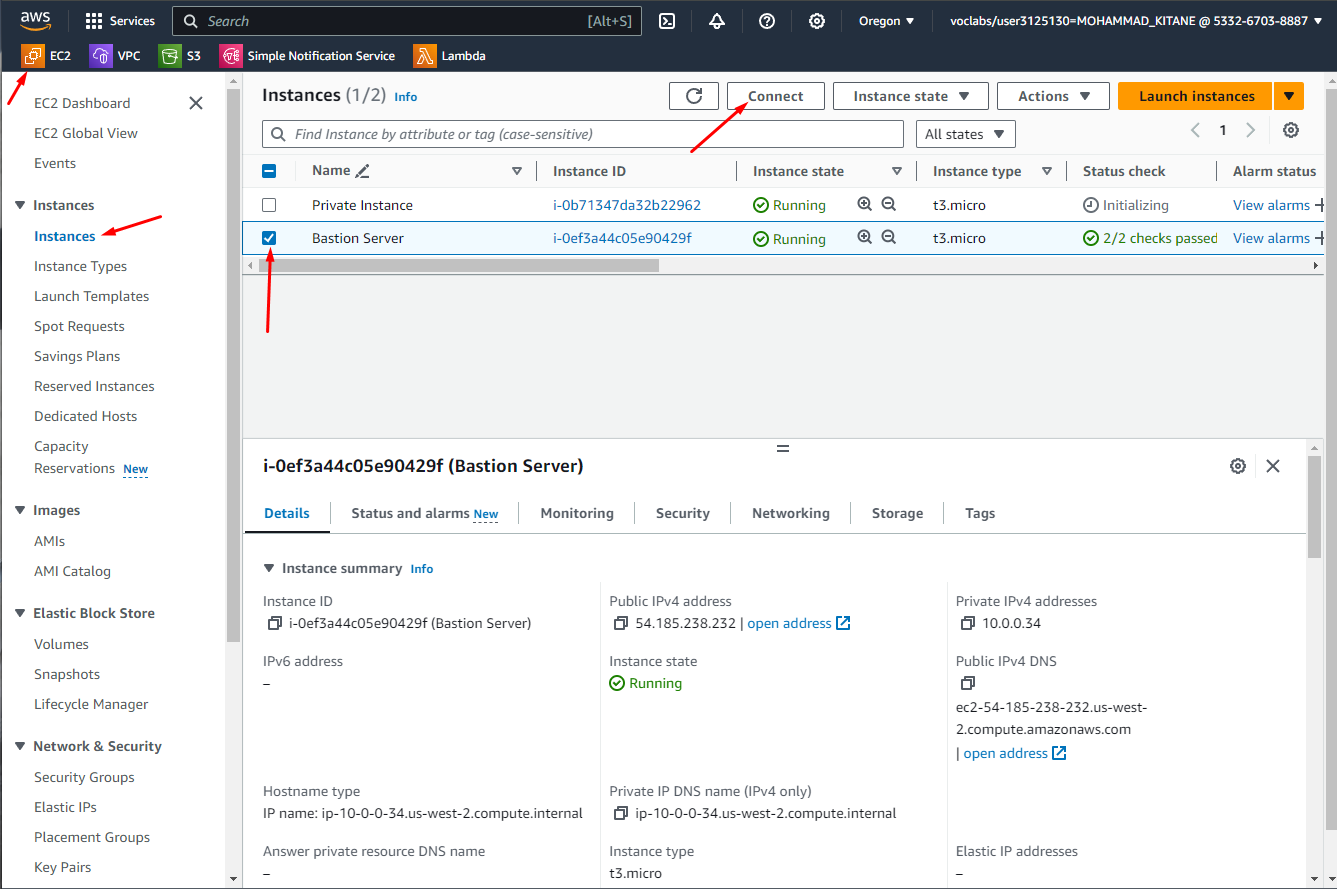 aws
Services
Search
[Alt+S]
Oregon
voclabs/user3125130=MOHAMMAD_KITANE @ 5332-6703-8887
EC2
VPC
S3
Simple Notification Service
Lambda
EC2 Dashboard
EC2 Global View
Events
Instances
Instances
Instance Types
Launch Templates
Spot Requests
Savings Plans
Reserved Instances
Dedicated Hosts
Capacity
Reservations New
Images
AMIs
AMI Catalog
Elastic Block Store
Volumes
Snapshots
Lifecycle Manager
Network & Security
Security Groups
Elastic IPs
Placement Groups
Key Pairs
Instances (1/2) Info
Connect
Instance state
Actions
Launch instances
Find Instance by attribute or tag (case-sensitive)
All states
1
Name
Instance ID
Instance state
Instance type
Status check
Alarm status
Private Instance
i-0b71347da32b22962
Running
t3.micro
Initializing
View alarms
Bastion Server
i-0ef3a44c05e90429f
Running
t3.micro
2/2 checks passed
View alarms
i-0ef3a44c05e90429f (Bastion Server)
Details
Status and alarms New
Monitoring
Security
Networking
Storage
Tags
Instance summary Info
Instance ID
i-0ef3a44c05e90429f (Bastion Server)
Public IPv4 address
54.185.238.232 | open address
Private IPv4 addresses
10.0.0.34
IPv6 address
–
Instance state
Running
Public IPv4 DNS
ec2-54-185-238-232.us-west-
2.compute.amazonaws.com
| open address
Hostname type
IP name: ip-10-0-0-34.us-west-2.compute.internal
Private IP DNS name (IPv4 only)
ip-10-0-0-34.us-west-2.compute.internal
Answer private resource DNS name
–
Instance type
t3.micro
Elastic IP addresses
–